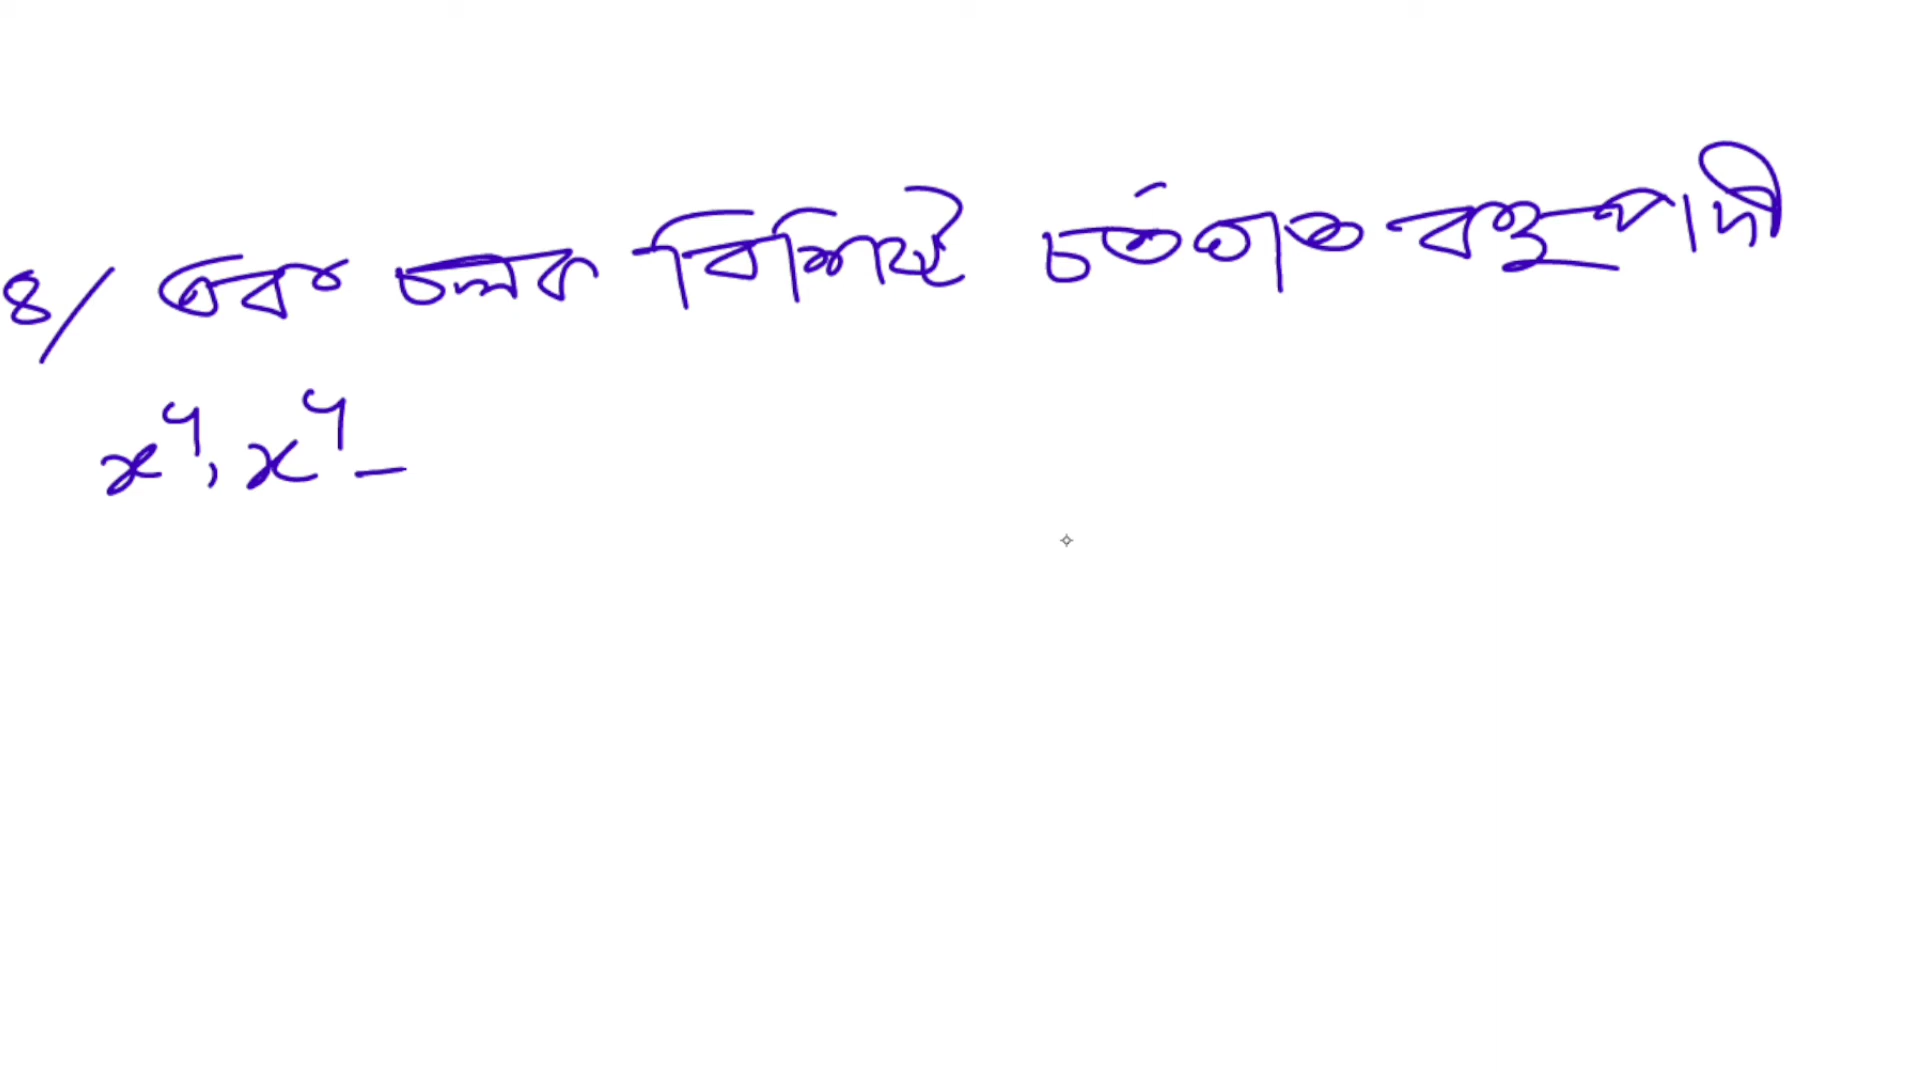 ৪/ এক চলক বিশিষ্ট চতুর্ঘাত বহুপদী
x⁴, x⁴ –